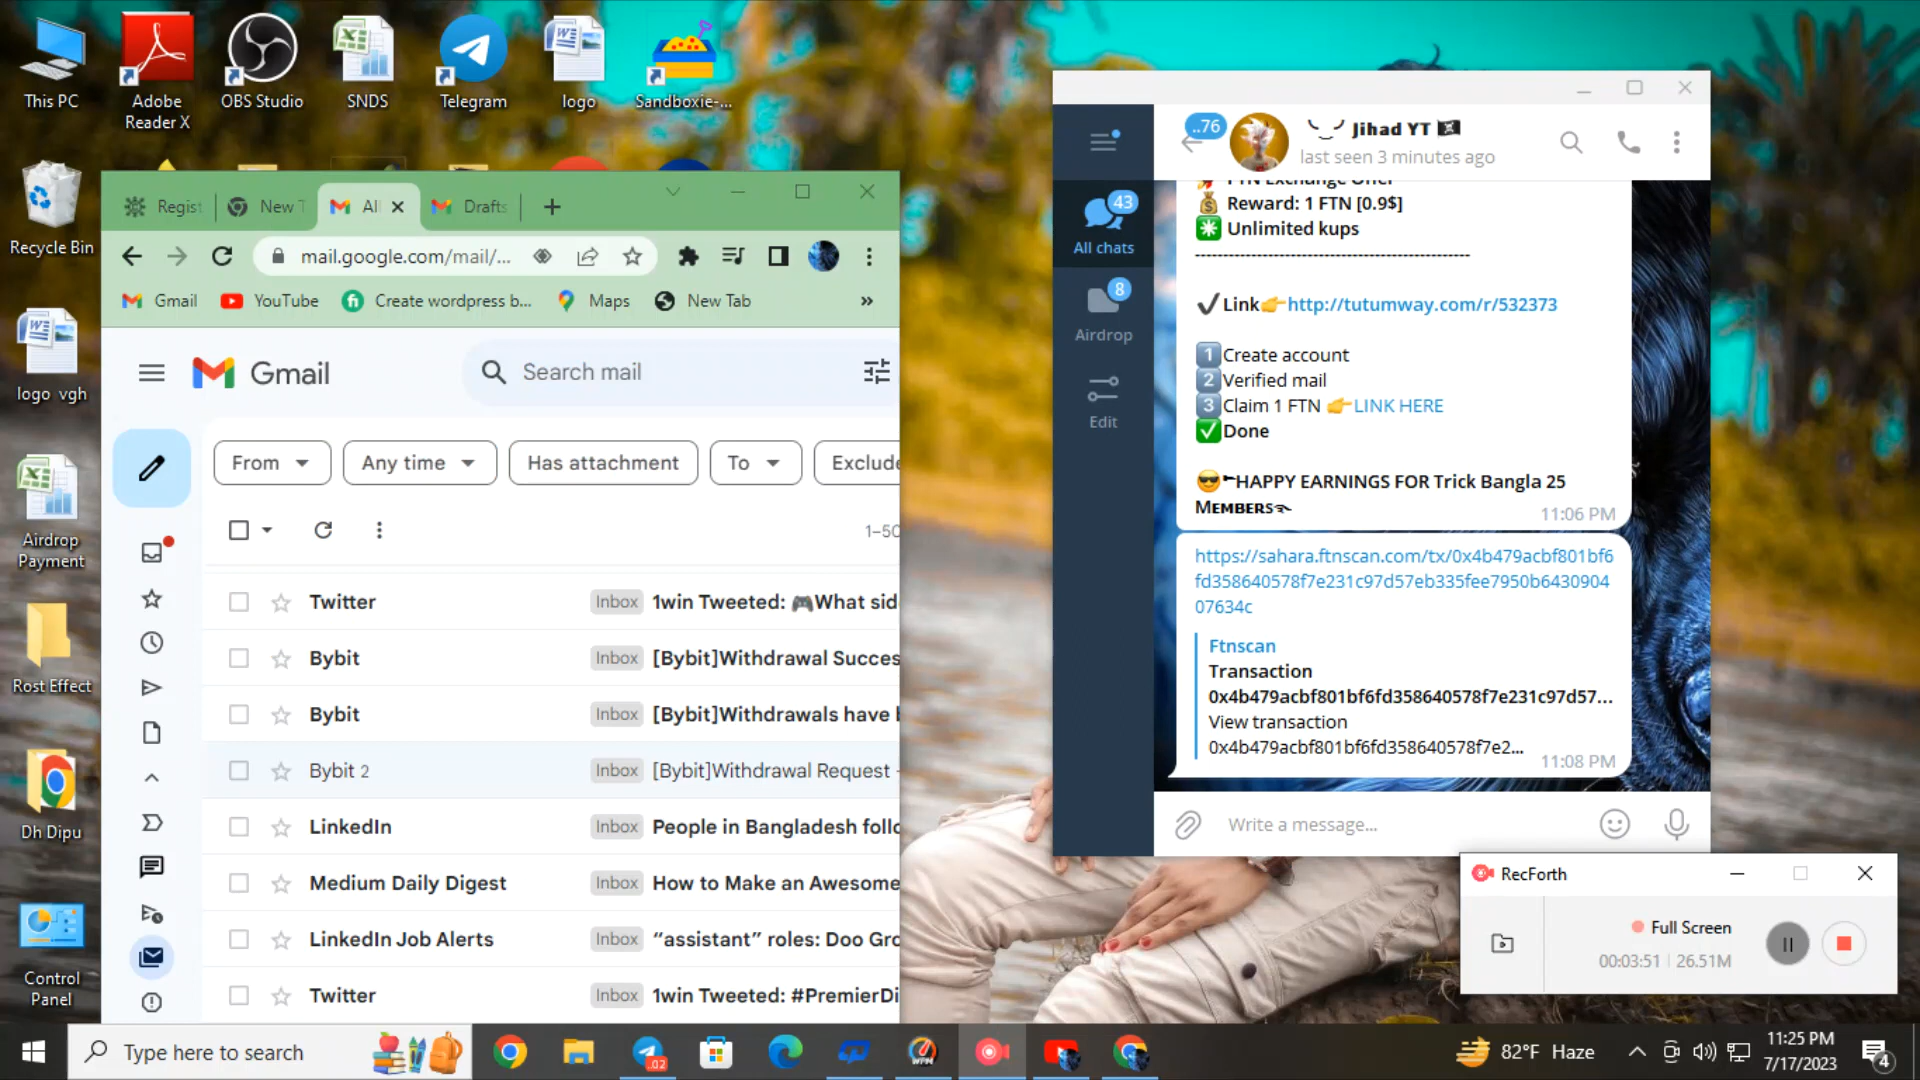 This PC
Adobe
Reader X
OBS Studio
SNDS
Telegram
logo
Sandboxie-...
Recycle Bin
logo vgh
Airdrop
Payment
Rost Effect
Dh Dipu
Control
Panel
Regist
New T
All
Drafts
mail.google.com/mail/...
Gmail
YouTube
Create wordpress b...
Maps
New Tab
»
Gmail
Search mail
From
Any time
Has attachment
To
Exclude
1–50
Twitter Inbox 1win Tweeted: 🎮What sid
Bybit Inbox [Bybit]Withdrawal Succes
Bybit Inbox [Bybit]Withdrawals have b
Bybit 2 Inbox [Bybit]Withdrawal Request -
LinkedIn Inbox People in Bangladesh follo
Medium Daily Digest Inbox How to Make an Awesome
LinkedIn Job Alerts Inbox “assistant” roles: Doo Gro
Twitter Inbox 1win Tweeted: #PremierDi
..76
Jihad YT
last seen 3 minutes ago
43
All chats
8
Airdrop
Edit
FTN Exchange Offer
💰 Reward: 1 FTN [0.9$]
✳️ Unlimited kups
------------------------------------------------
✔️Link👉http://tutumway.com/r/532373
1️⃣Create account
2️⃣Verified mail
3️⃣Claim 1 FTN 👉LINK HERE
✅Done
😎HAPPY EARNINGS FOR Trick Bangla 25
Mᴇᴍʙᴇʀs
11:06 PM
https://sahara.ftnscan.com/tx/0x4b479acbf801bf6
fd358640578f7e231c97d57eb335fee7950b6430904
07634c
Ftnscan
Transaction
0x4b479acbf801bf6fd358640578f7e231c97d57...
View transaction
0x4b479acbf801bf6fd358640578f7e2...
11:08 PM
Write a message...
RecForth
Full Screen
00:03:51 | 26.51M
Type here to search
..02
82°F Haze
11:25 PM
7/17/2023
4